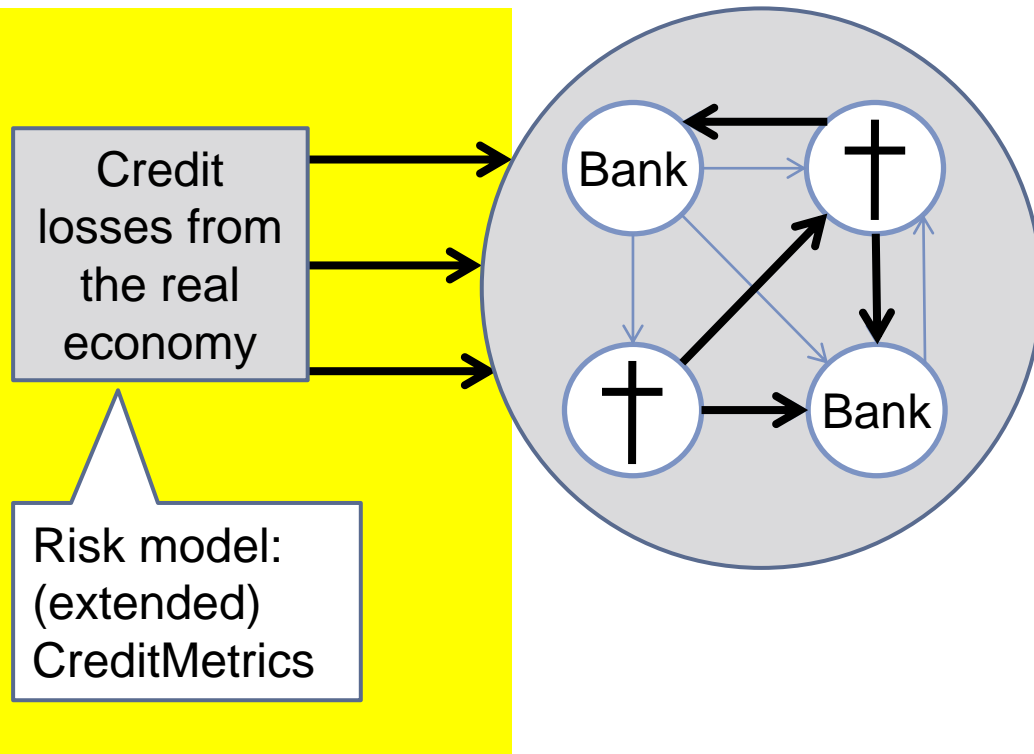 Credit
losses from
the real
economy
Bank
Bank
Risk model:
(extended)
CreditMetrics